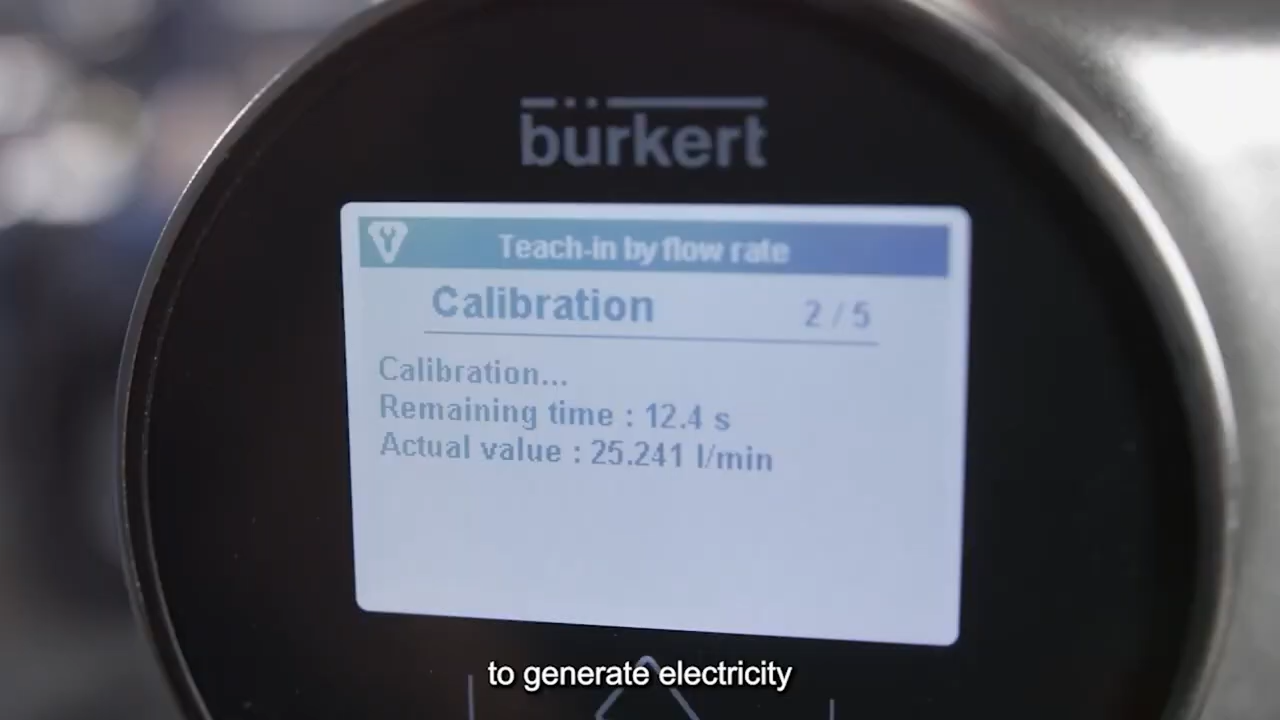 bürkert
Teach-in by flow rate
Calibration 2 / 5
Calibration...
Remaining time : 12.4 s
Actual value : 25.241 l/min
to generate electricity